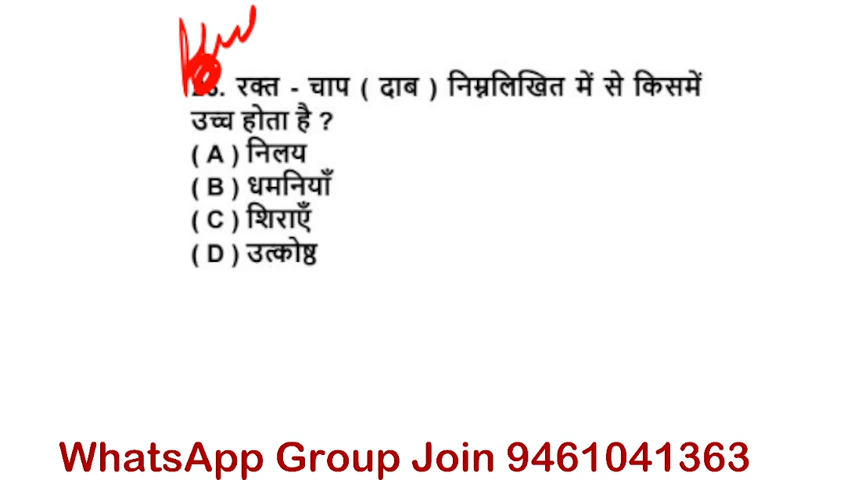 रक्त - चाप ( दाब ) निम्नलिखित में से किसमें
उच्च होता है ?
( A ) निलय
( B ) धमनियाँ
( C ) शिराएँ
( D ) उत्कोष्ठ
WhatsApp Group Join 9461041363